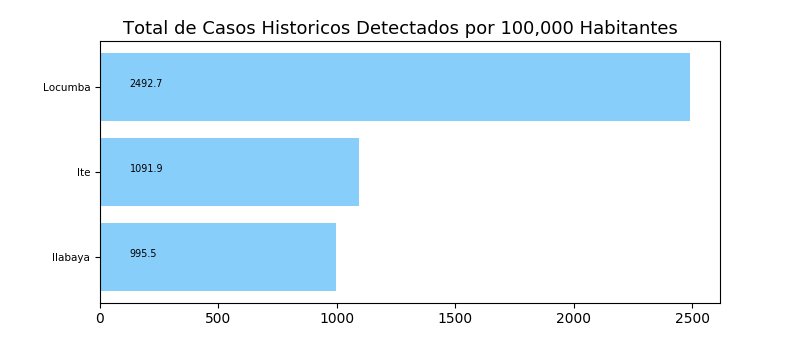 Total de Casos Historicos Detectados por 100,000 Habitantes
Locumba
2492.7
Ite
1091.9
Ilabaya
995.5
0 500 1000 1500 2000 2500